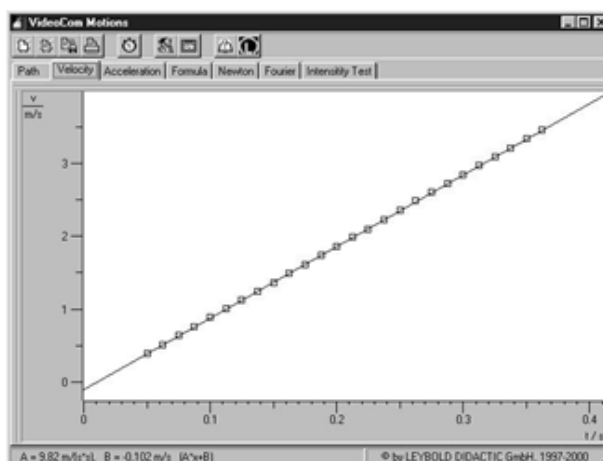 VideoCom Motions
Path Velocity Acceleration Formula Newton Fourier Intensitity Test
v
m/s
3
2
1
0
0 0.1 0.2 0.3 0.4
t / s
A = 9.82 m/(s*s), B = -0.102 m/s (A*x+B) © by LEYBOLD DIDACTIC GmbH, 1997-2000